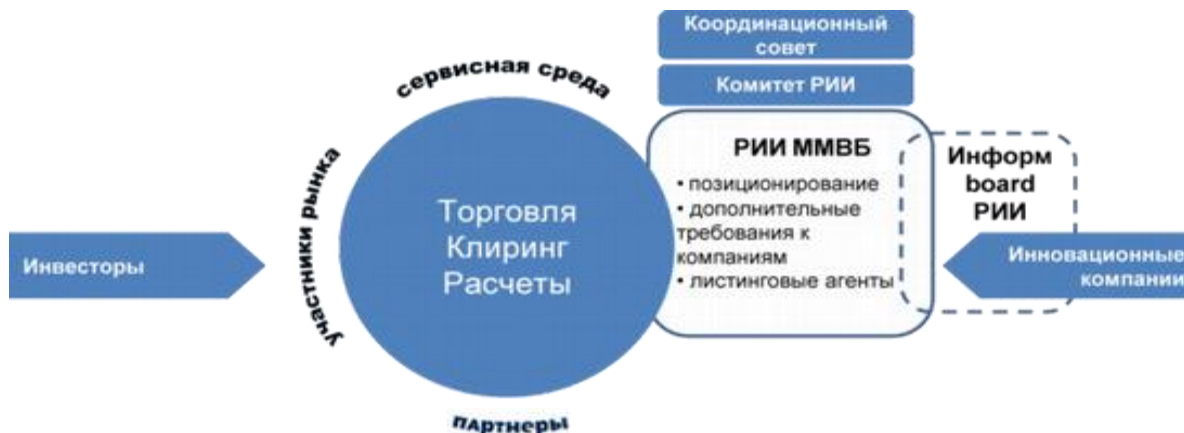 Координационный
совет
Комитет РИИ
сервисная среда
участники рынка
партнеры
Инвесторы
Торговля
Клиринг
Расчеты
РИИ ММВБ
• позиционирование
• дополнительные
требования к
компаниям
• листинговые агенты
Информ
board
РИИ
Инновационные
компании